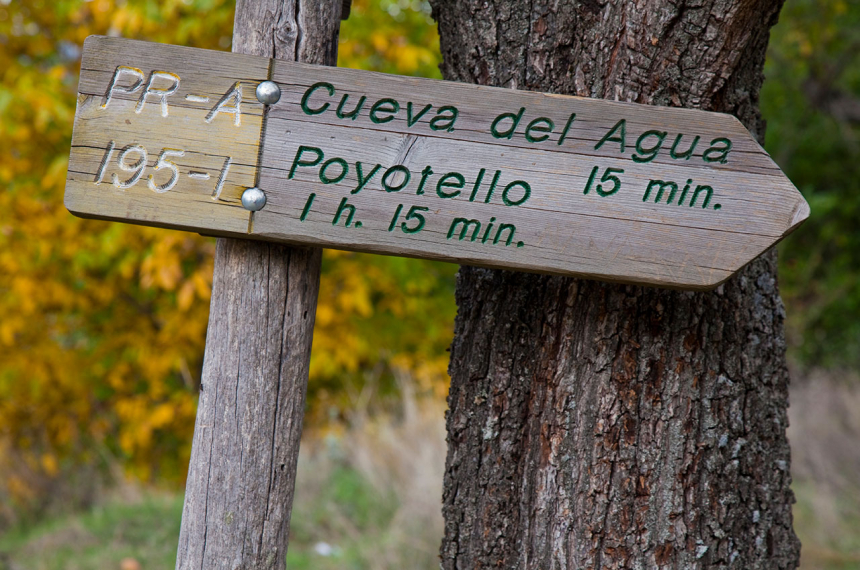 PR-A
195-1
Cueva del Agua
15 min.
Poyotello
1 h. 15 min.